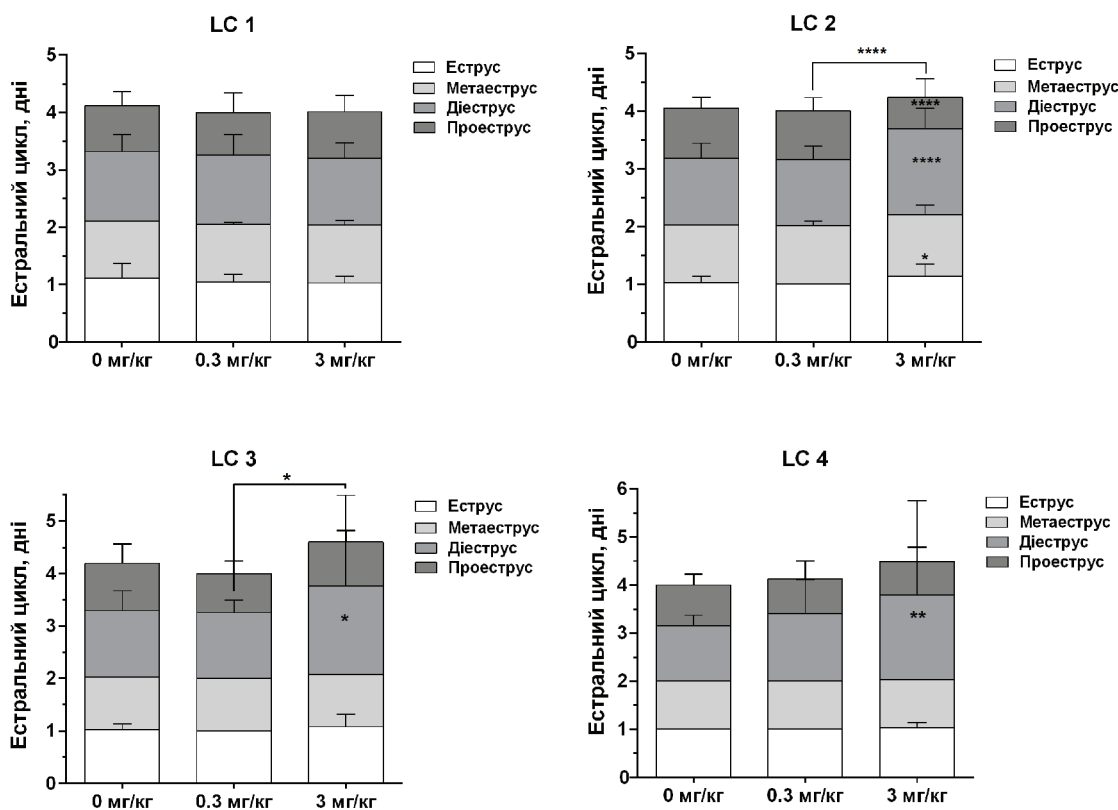 LC 1
Естральний цикл, дні
5
4
3
2
1
0
0 мг/кг 0.3 мг/кг 3 мг/кг
Еструс
Метаеструс
Діеструс
Проеструс
LC 2
Естральний цикл, дні
5
4
3
2
1
0
****
****
****
*
0 мг/кг 0.3 мг/кг 3 мг/кг
Еструс
Метаеструс
Діеструс
Проеструс
LC 3
Естральний цикл, дні
5
4
3
2
1
0
*
*
0 мг/кг 0.3 мг/кг 3 мг/кг
Еструс
Метаеструс
Діеструс
Проеструс
LC 4
Естральний цикл, дні
6
5
4
3
2
1
0
**
0 мг/кг 0.3 мг/кг 3 мг/кг
Еструс
Метаеструс
Діеструс
Проеструс